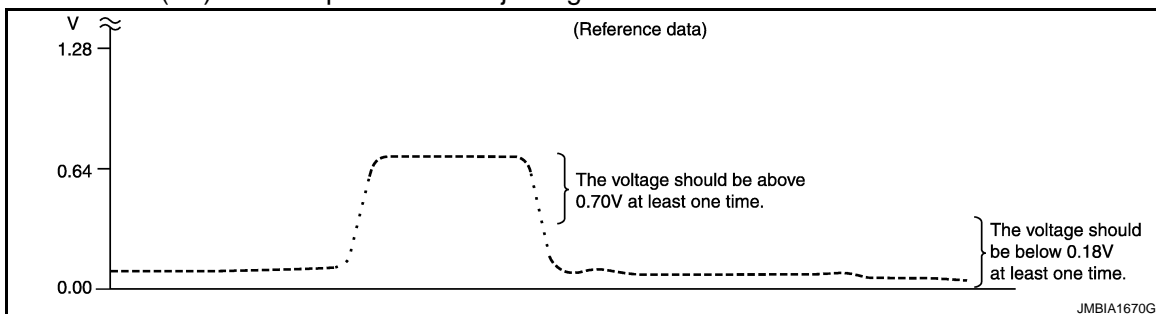 V
(Reference data)
1.28
0.64
The voltage should be above
0.70V at least one time.
The voltage should
be below 0.18V
at least one time.
0.00
JMBIA1670G